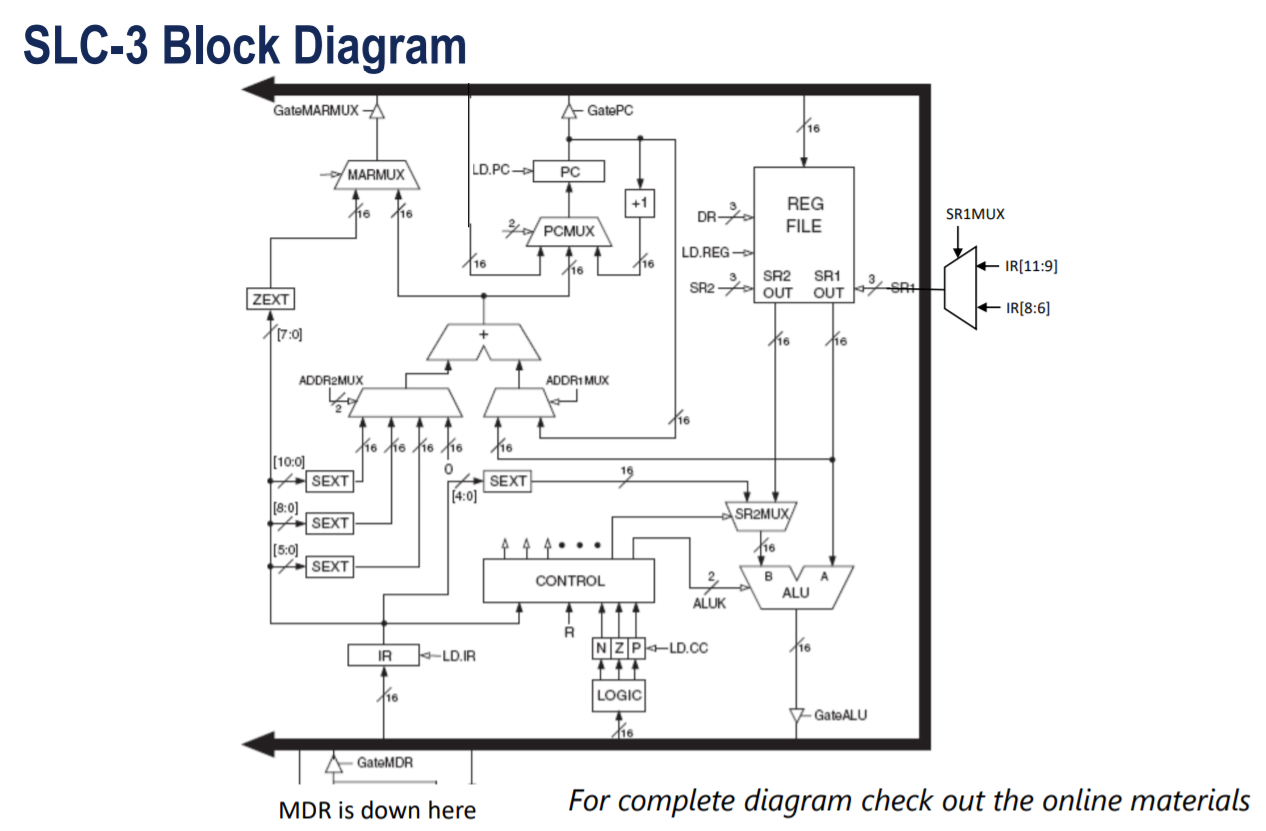 SLC-3 Block Diagram
GateMARMUX
GatePC
16
MARMUX
LD.PC
PC
16
16
+1
REG
FILE
DR
3
SR1MUX
2
PCMUX
LD.REG
IR[11:9]
16
16
16
SR2
3
SR2
OUT
SR1
OUT
3
SR1
ZEXT
IR[8:6]
[7:0]
+
16
16
ADDR2MUX
2
ADDR1MUX
16
16
16
16
16
16
[10:0]
SEXT
0
[4:0]
SEXT
16
[8:0]
SEXT
SR2MUX
[5:0]
SEXT
16
CONTROL
2
ALUK
B
A
ALU
R
IR
LD.IR
N
Z
P
LD.CC
16
16
LOGIC
16
GateALU
GateMDR
MDR is down here
For complete diagram check out the online materials